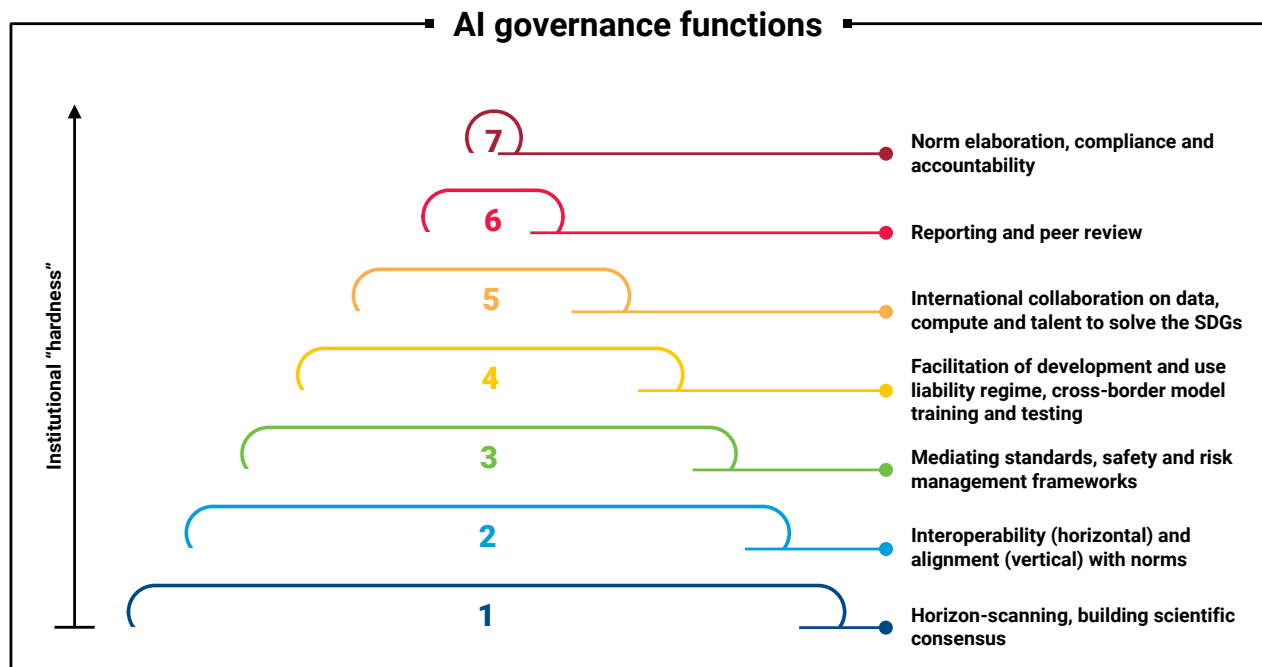 AI governance functions
Institutional “hardness”
7
Norm elaboration, compliance and
accountability
6
Reporting and peer review
5
International collaboration on data,
compute and talent to solve the SDGs
4
Facilitation of development and use
liability regime, cross-border model
training and testing
3
Mediating standards, safety and risk
management frameworks
2
Interoperability (horizontal) and
alignment (vertical) with norms
1
Horizon-scanning, building scientific
consensus